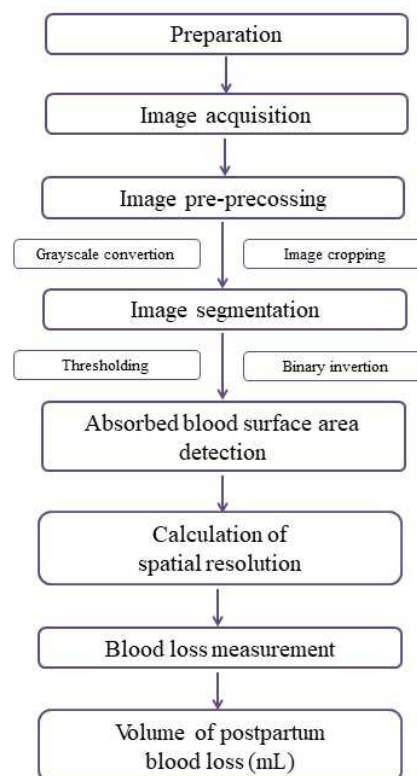 Preparation
Image acquisition
Image pre-precossing
Grayscale convertion
Image cropping
Image segmentation
Thresholding
Binary invertion
Absorbed blood surface area
detection
Calculation of
spatial resolution
Blood loss measurement
Volume of postpartum
blood loss (mL)